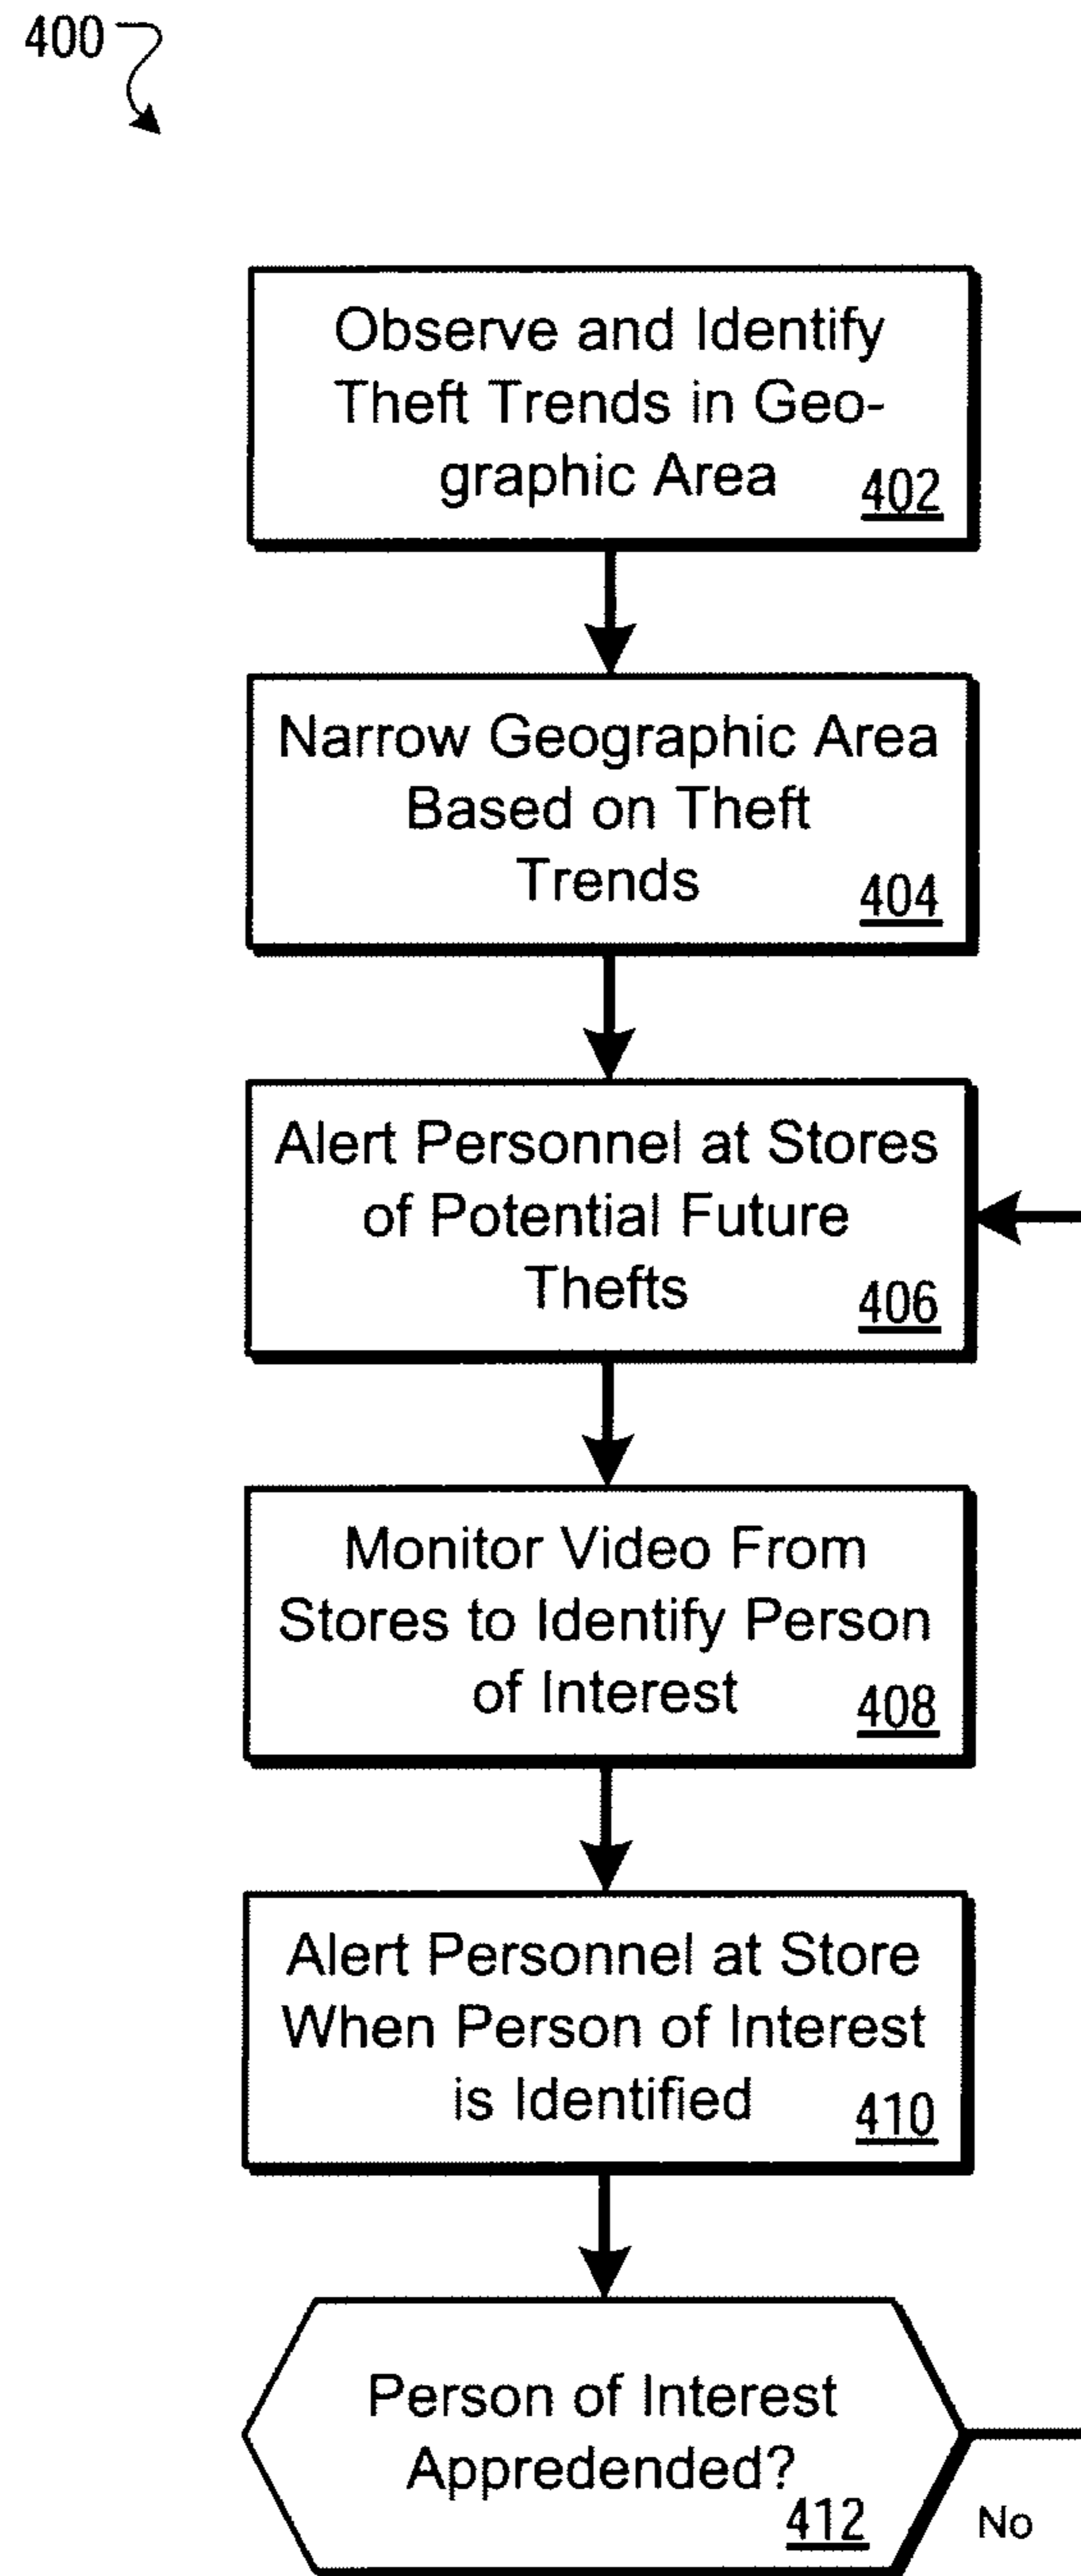 400
Observe and Identify
Theft Trends in Geo-
graphic Area
402
Narrow Geographic Area
Based on Theft
Trends
404
Alert Personnel at Stores
of Potential Future
Thefts
406
Monitor Video From
Stores to Identify Person
of Interest
408
Alert Personnel at Store
When Person of Interest
is Identified
410
Person of Interest
Appredended?
412
No